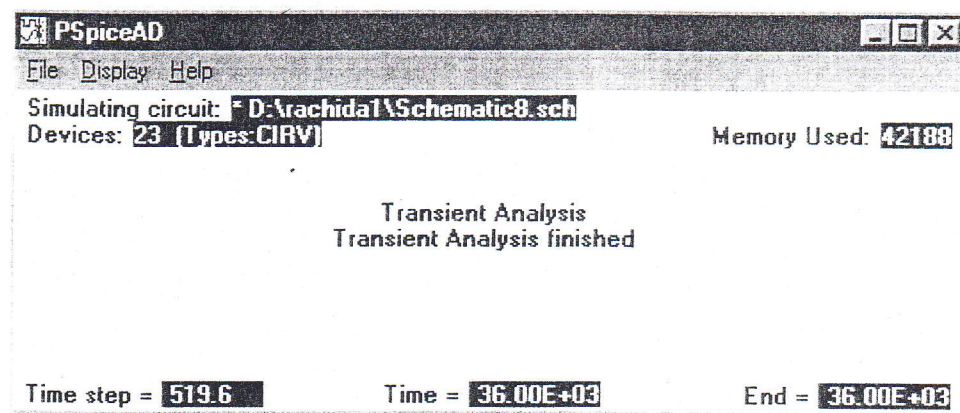 PSpiceAD
File Display Help
Simulating circuit: * D:\rachida1\Schematic8.sch
Devices: 23 (Types:CIRV) Memory Used: 42188
Transient Analysis
Transient Analysis finished
Time step = 519.6 Time = 36.00E+03 End = 36.00E+03